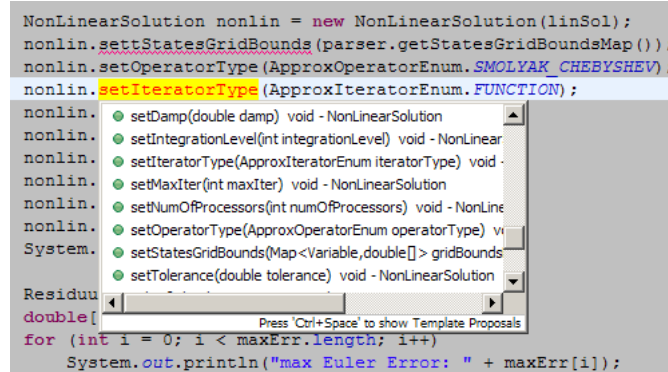 NonLinearSolution nonlin = new NonLinearSolution(linSol);
nonlin.settStatesGridBounds(parser.getStatesGridBoundsMap()).
nonlin.setOperatorType(ApproxOperatorEnum.SMOLYAK_CHEBYSHEV)
nonlin.setIteratorType(ApproxIteratorEnum.FUNCTION);
nonlin.
setDamp(double damp) void - NonLinearSolution
nonlin.
setIntegrationLevel(int integrationLevel) void - NonLinear
nonlin.
setIteratorType(ApproxIteratorEnum iteratorType) void -
nonlin.
setMaxIter(int maxIter) void - NonLinearSolution
nonlin.
setNumOfProcessors(int numOfProcessors) void - NonLine
nonlin.
setOperatorType(ApproxOperatorEnum operatorType) v
System.
setStatesGridBounds(Map<Variable,double[]> gridBounds
setTolerance(double tolerance) void - NonLinearSolution
Residuu
double[
Press 'Ctrl+Space' to show Template Proposals
for (int i = 0; i < maxErr.length; i++)
System.out.println("max Euler Error: " + maxErr[i]);